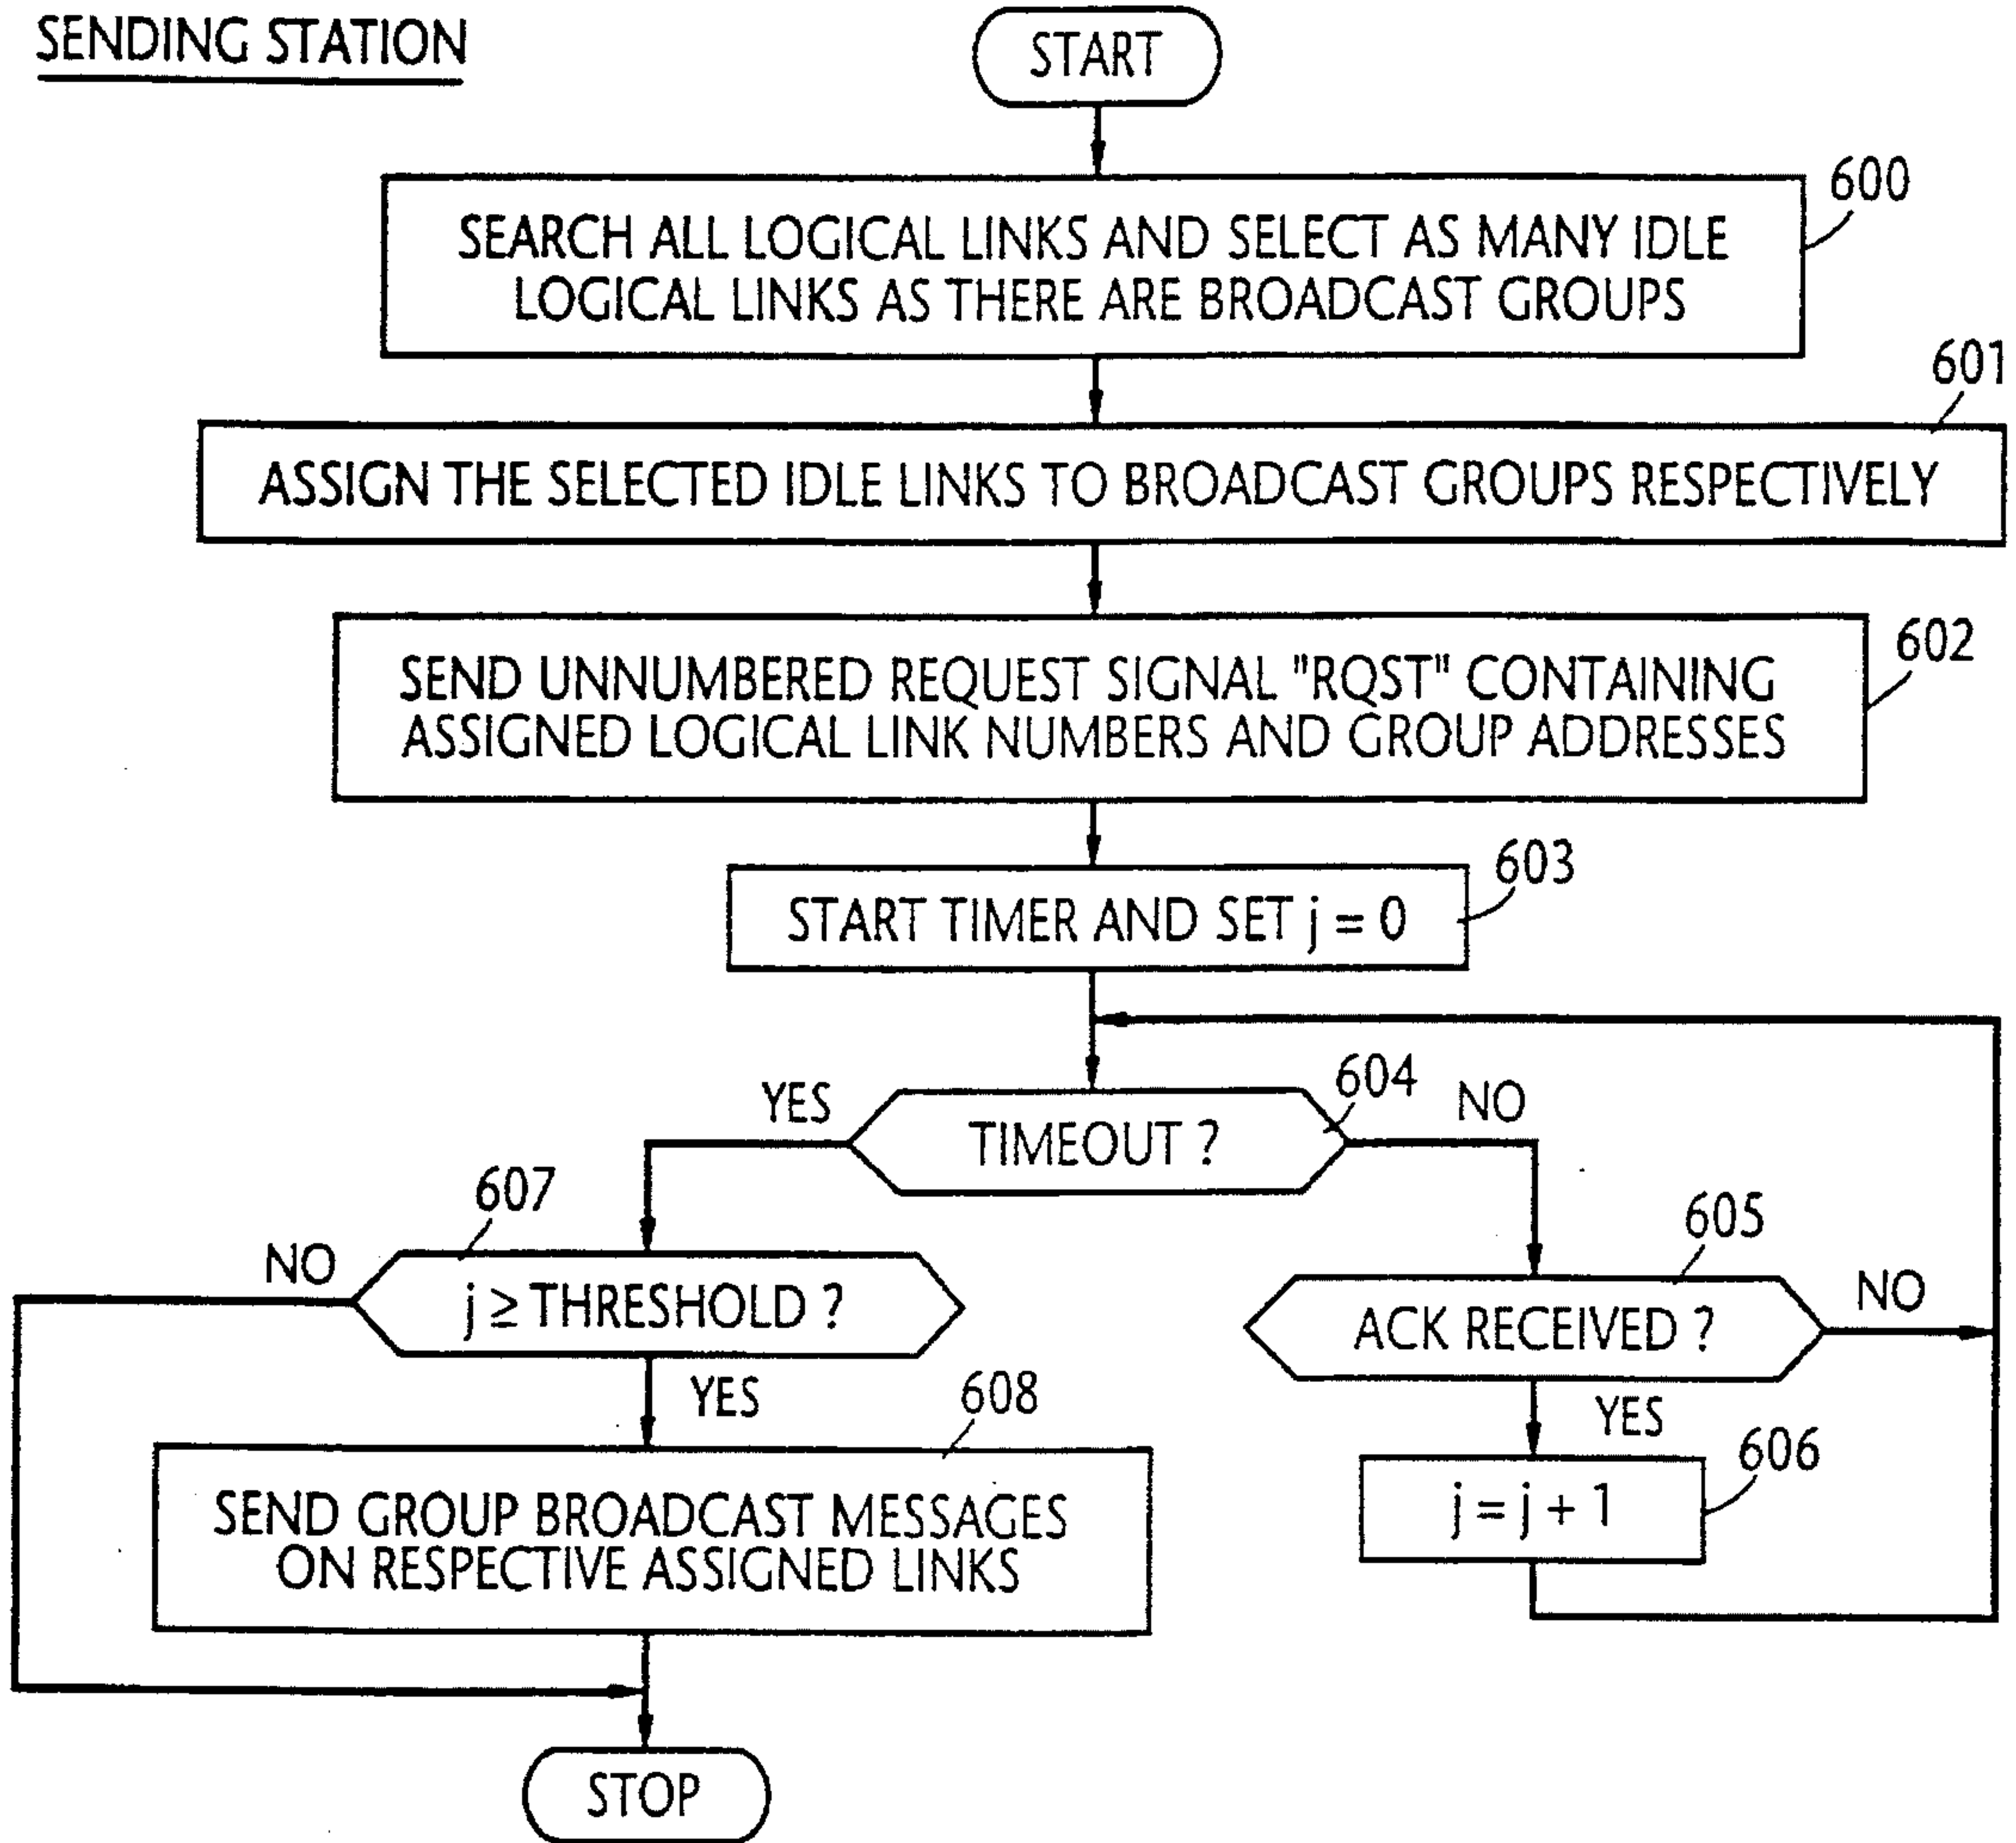 SENDING STATION
START
600
SEARCH ALL LOGICAL LINKS AND SELECT AS MANY IDLE
LOGICAL LINKS AS THERE ARE BROADCAST GROUPS
601
ASSIGN THE SELECTED IDLE LINKS TO BROADCAST GROUPS RESPECTIVELY
602
SEND UNNUMBERED REQUEST SIGNAL "RQST" CONTAINING
ASSIGNED LOGICAL LINK NUMBERS AND GROUP ADDRESSES
603
START TIMER AND SET j = 0
604
YES
NO
TIMEOUT ?
607
605
NO
j ≥ THRESHOLD ?
ACK RECEIVED ?
NO
YES
YES
608
606
SEND GROUP BROADCAST MESSAGES
ON RESPECTIVE ASSIGNED LINKS
j = j + 1
STOP